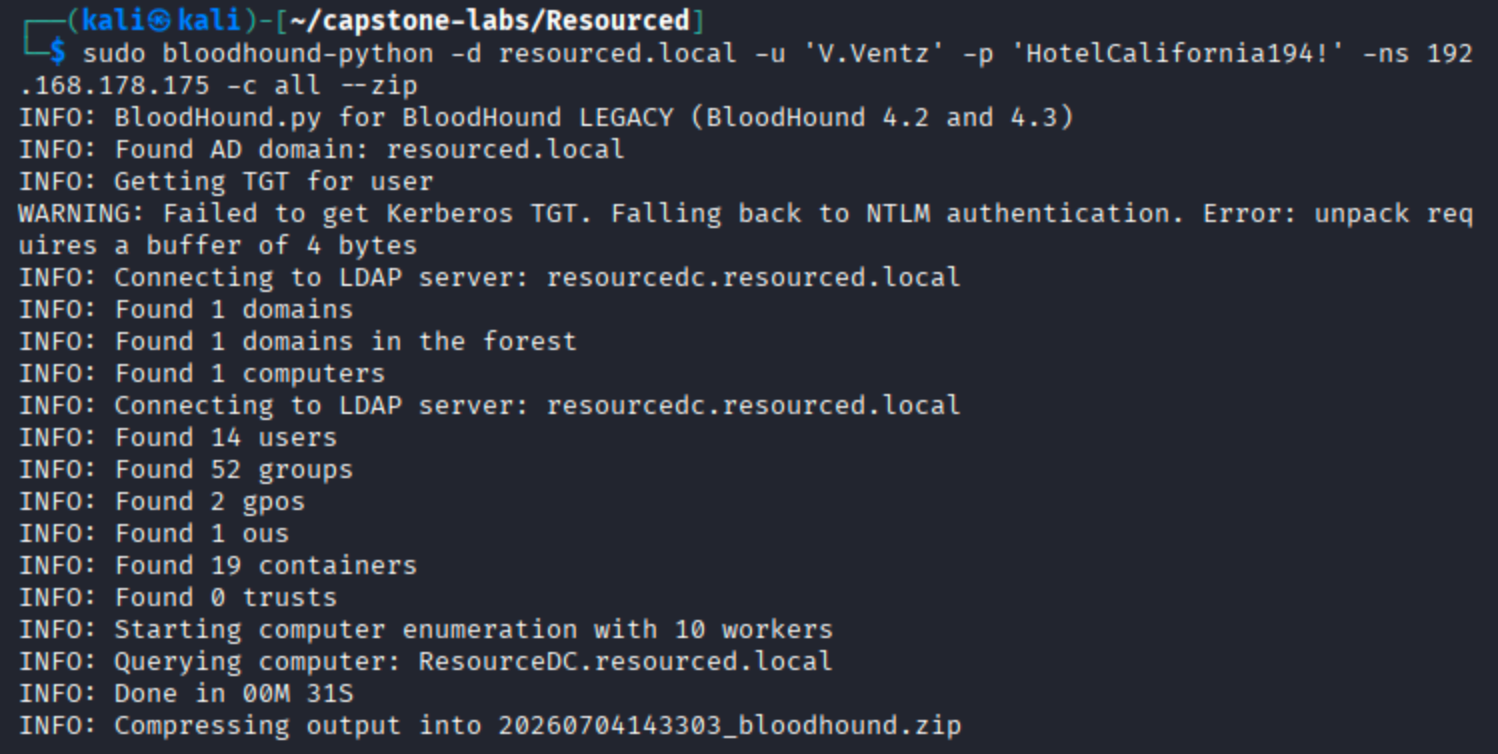 ┌──(kali㉿kali)-[~/capstone-labs/Resourced]
└─$ sudo bloodhound-python -d resourced.local -u 'V.Ventz' -p 'HotelCalifornia194!' -ns 192
.168.178.175 -c all --zip
INFO: BloodHound.py for BloodHound LEGACY (BloodHound 4.2 and 4.3)
INFO: Found AD domain: resourced.local
INFO: Getting TGT for user
WARNING: Failed to get Kerberos TGT. Falling back to NTLM authentication. Error: unpack req
uires a buffer of 4 bytes
INFO: Connecting to LDAP server: resourcedc.resourced.local
INFO: Found 1 domains
INFO: Found 1 domains in the forest
INFO: Found 1 computers
INFO: Connecting to LDAP server: resourcedc.resourced.local
INFO: Found 14 users
INFO: Found 52 groups
INFO: Found 2 gpos
INFO: Found 1 ous
INFO: Found 19 containers
INFO: Found 0 trusts
INFO: Starting computer enumeration with 10 workers
INFO: Querying computer: ResourceDC.resourced.local
INFO: Done in 00M 31S
INFO: Compressing output into 20260704143303_bloodhound.zip